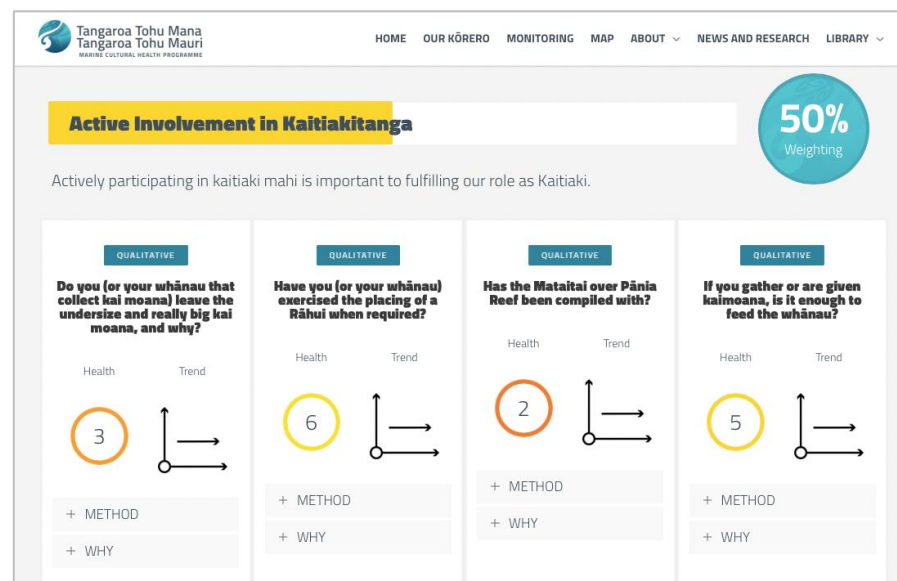 Tangaroa Tohu Mana
Tangaroa Tohu Mauri
MARINE CULTURAL HEALTH PROGRAMME
HOME OUR KŌRERO MONITORING MAP ABOUT NEWS AND RESEARCH LIBRARY
Active Involvement in Kaitiakitanga
50%
Weighting
Actively participating in kaitiaki mahi is important to fulfilling our role as Kaitiaki.
QUALITATIVE
Do you (or your whānau that
collect kai moana) leave the
undersize and really big kai
moana, and why?
Health Trend
3
+ METHOD
+ WHY
QUALITATIVE
Have you (or your whānau)
exercised the placing of a
Rāhui when required?
Health Trend
6
+ METHOD
+ WHY
QUALITATIVE
Has the Mataitai over Pānia
Reef been compiled with?
Health Trend
2
+ METHOD
+ WHY
QUALITATIVE
If you gather or are given
kaimoana, is it enough to
feed the whānau?
Health Trend
5
+ METHOD
+ WHY